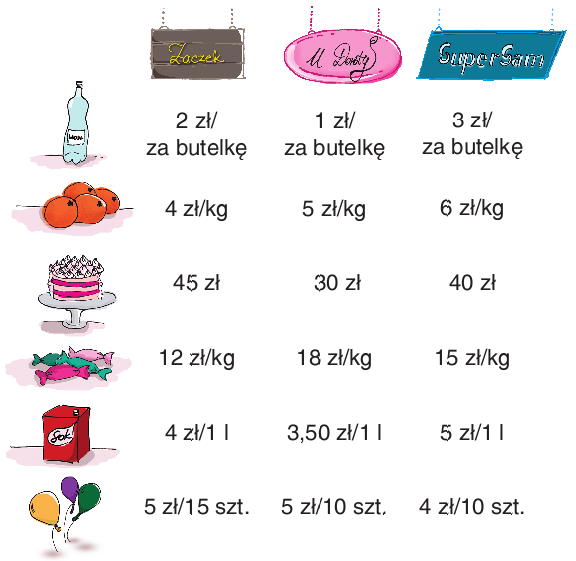 Żaczek U Doroty SuperSam
WODA
2 zł/ 1 zł/ 3 zł/
za butelkę za butelkę za butelkę
4 zł/kg 5 zł/kg 6 zł/kg
45 zł 30 zł 40 zł
12 zł/kg 18 zł/kg 15 zł/kg
Sok
4 zł/1 l 3,50 zł/1 l 5 zł/1 l
5 zł/15 szt. 5 zł/10 szt. 4 zł/10 szt.